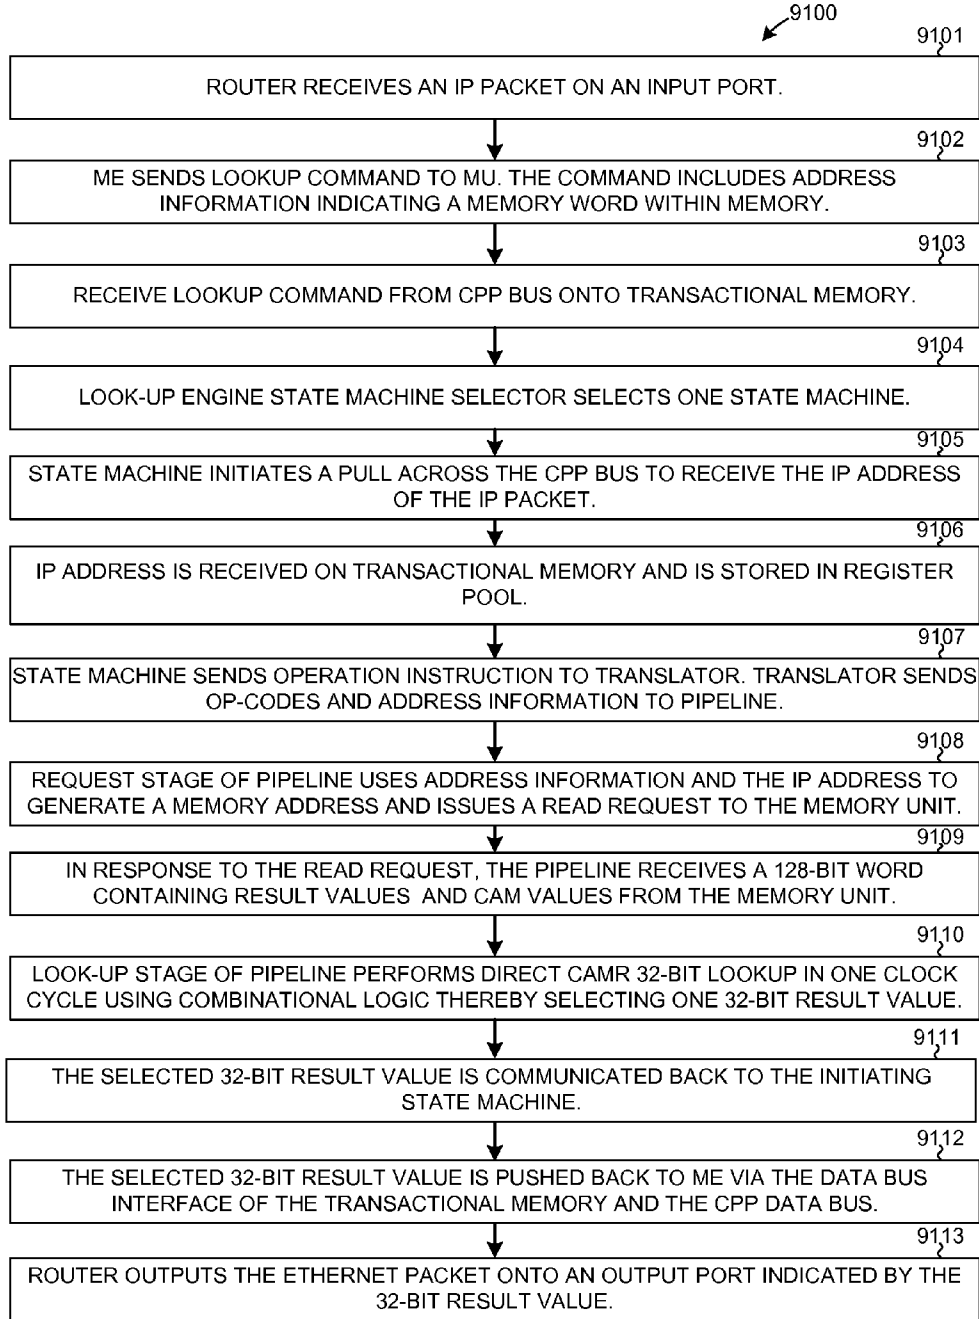 9100
9101
ROUTER RECEIVES AN IP PACKET ON AN INPUT PORT.
9102
ME SENDS LOOKUP COMMAND TO MU. THE COMMAND INCLUDES ADDRESS
INFORMATION INDICATING A MEMORY WORD WITHIN MEMORY.
9103
RECEIVE LOOKUP COMMAND FROM CPP BUS ONTO TRANSACTIONAL MEMORY.
9104
LOOK-UP ENGINE STATE MACHINE SELECTOR SELECTS ONE STATE MACHINE.
9105
STATE MACHINE INITIATES A PULL ACROSS THE CPP BUS TO RECEIVE THE IP ADDRESS
OF THE IP PACKET.
9106
IP ADDRESS IS RECEIVED ON TRANSACTIONAL MEMORY AND IS STORED IN REGISTER
POOL.
9107
STATE MACHINE SENDS OPERATION INSTRUCTION TO TRANSLATOR. TRANSLATOR SENDS
OP-CODES AND ADDRESS INFORMATION TO PIPELINE.
9108
REQUEST STAGE OF PIPELINE USES ADDRESS INFORMATION AND THE IP ADDRESS TO
GENERATE A MEMORY ADDRESS AND ISSUES A READ REQUEST TO THE MEMORY UNIT.
9109
IN RESPONSE TO THE READ REQUEST, THE PIPELINE RECEIVES A 128-BIT WORD
CONTAINING RESULT VALUES AND CAM VALUES FROM THE MEMORY UNIT.
9110
LOOK-UP STAGE OF PIPELINE PERFORMS DIRECT CAMR 32-BIT LOOKUP IN ONE CLOCK
CYCLE USING COMBINATIONAL LOGIC THEREBY SELECTING ONE 32-BIT RESULT VALUE.
9111
THE SELECTED 32-BIT RESULT VALUE IS COMMUNICATED BACK TO THE INITIATING
STATE MACHINE.
9112
THE SELECTED 32-BIT RESULT VALUE IS PUSHED BACK TO ME VIA THE DATA BUS
INTERFACE OF THE TRANSACTIONAL MEMORY AND THE CPP DATA BUS.
9113
ROUTER OUTPUTS THE ETHERNET PACKET ONTO AN OUTPUT PORT INDICATED BY THE
32-BIT RESULT VALUE.